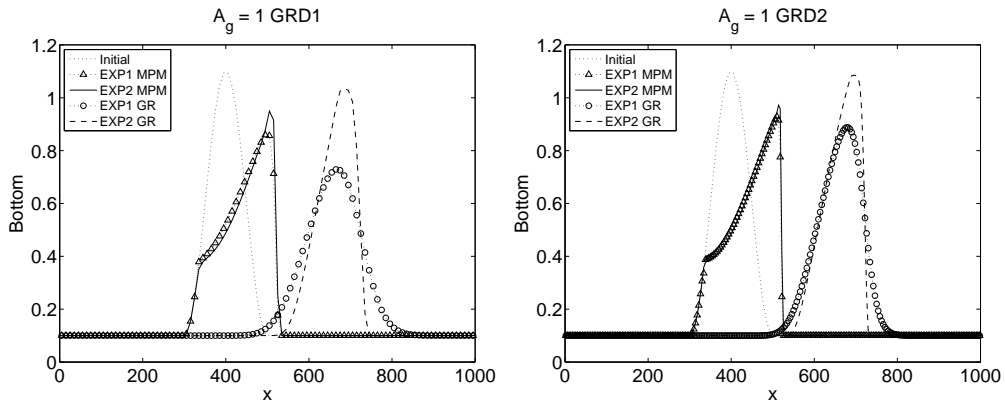 A_g = 1 GRD1
1.2
1
0.8
0.6
0.4
0.2
0
Bottom
Initial
EXP1 MPM
EXP2 MPM
EXP1 GR
EXP2 GR
0 200 400 600 800 1000
x
A_g = 1 GRD2
1.2
1
0.8
0.6
0.4
0.2
0
Bottom
Initial
EXP1 MPM
EXP2 MPM
EXP1 GR
EXP2 GR
0 200 400 600 800 1000
x